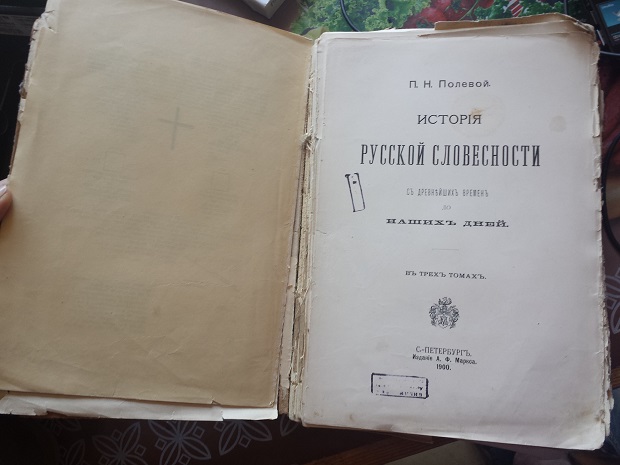 П. Н. Полевой.
ИСТОРІЯ
РУССКОЙ СЛОВЕСНОСТИ
СЪ ДРЕВНѢЙШИХЪ ВРЕМЕНЪ
ДО
НАШИХЪ ДНЕЙ.
ВЪ ТРЕХЪ ТОМАХЪ.
С.-ПЕТЕРБУРГЪ.
Изданіе А. Ф. Маркса.
1900.